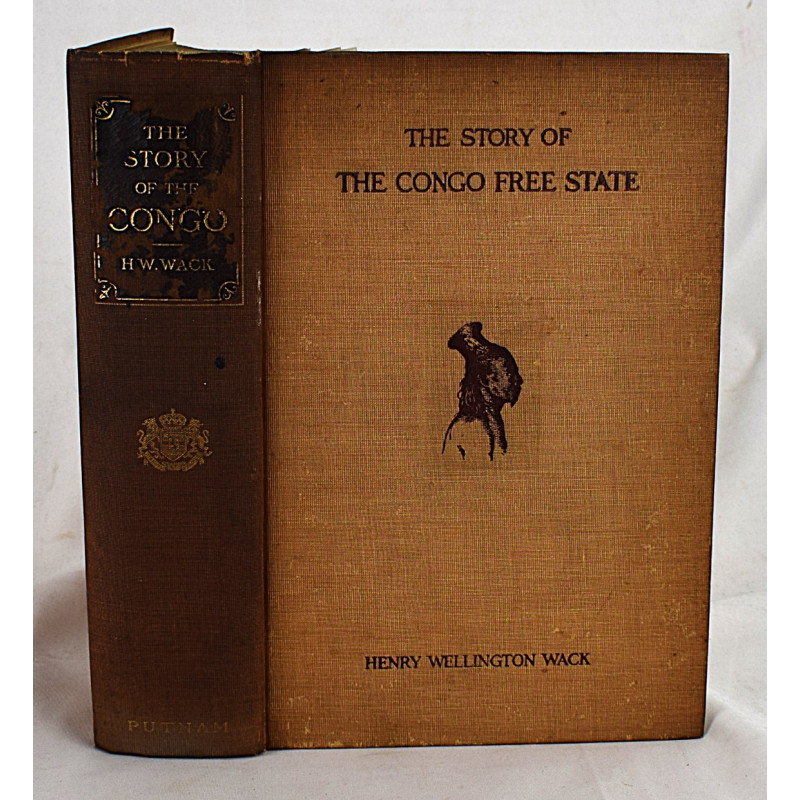 THE
STORY
OF THE
CONGO
H.W. WACK
PUTNAM
THE STORY OF
THE CONGO FREE STATE
HENRY WELLINGTON WACK